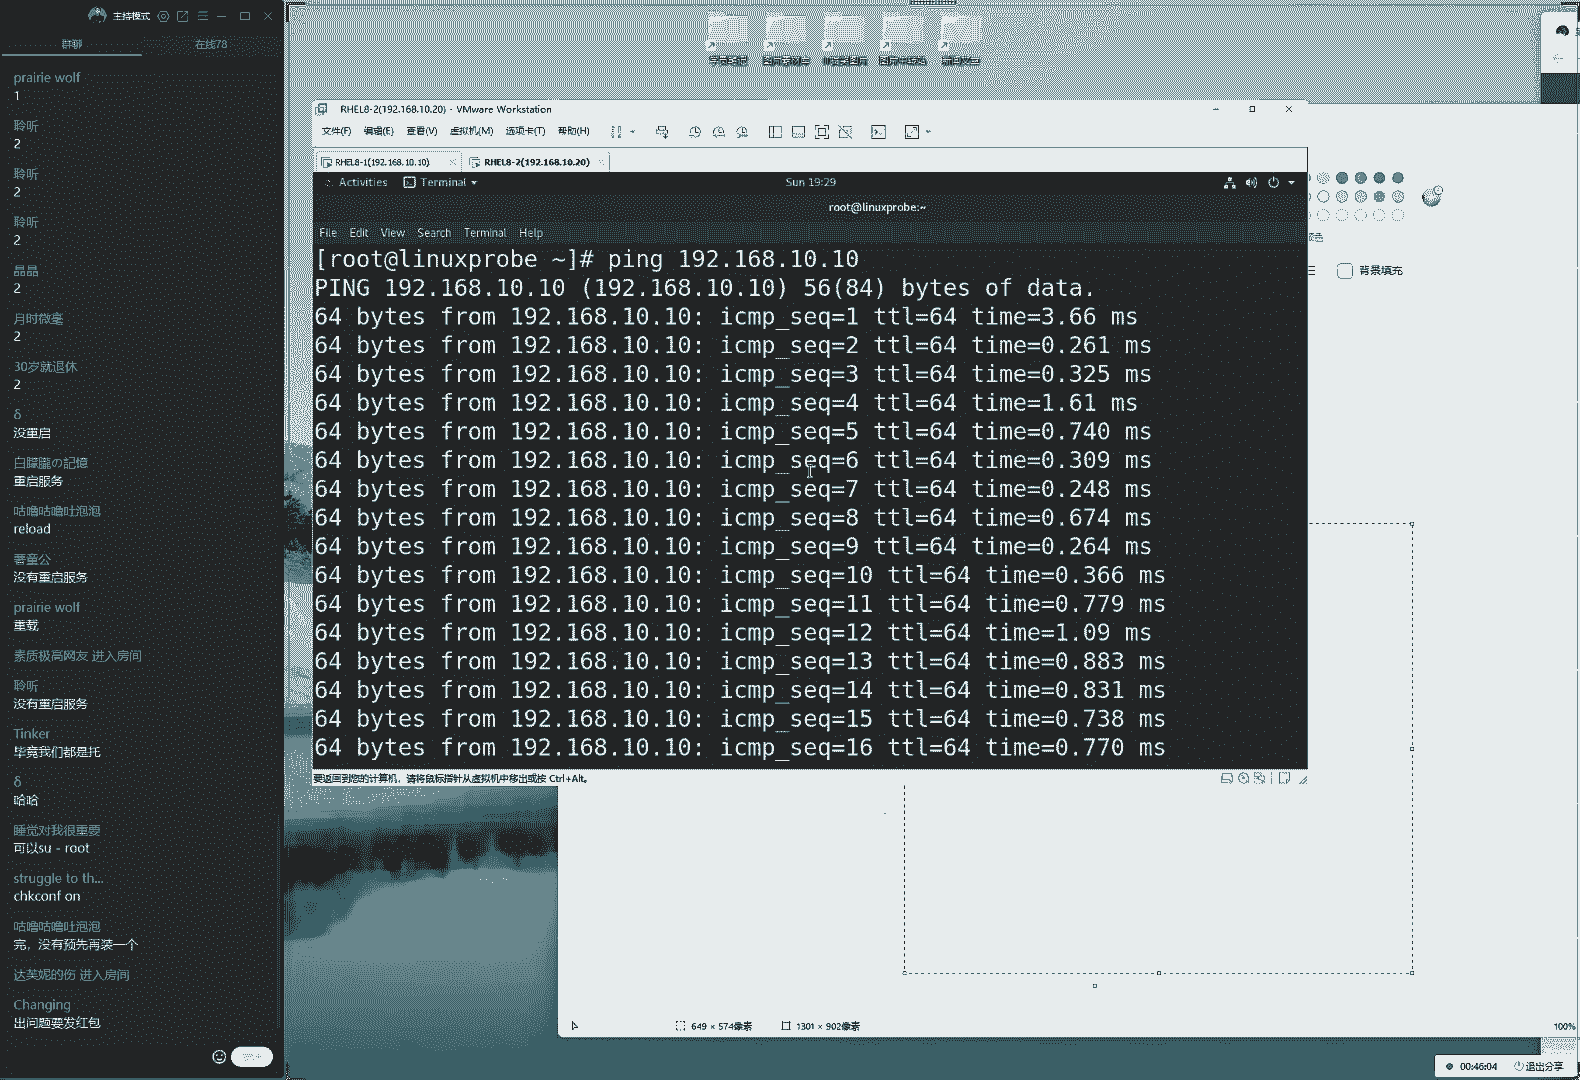 主持模式
群聊
在线78
prairie wolf
1
聆听
2
聆听
2
聆听
2
晶晶
2
月时微毫
2
30岁就退休
2
δ
没重启
白朦朧の記憶
重启服务
咕噜咕噜吐泡泡
reload
没有重启服务
prairie wolf
重载
素质极高网友 进入房间
聆听
没有重启服务
Tinker
毕竟我们都是托
δ
哈哈
睡觉对我很重要
可以su - root
struggle to th...
chkconf on
咕噜咕噜吐泡泡
完，没有预先再装一个
达芙妮的伤 进入房间
Changing
出问题要发红包
RHEL8-2(192.168.10.20) - VMware Workstation
文件(F) 编辑(E) 查看(V) 虚拟机(M) 选项卡(T) 帮助(H)
RHEL8-1(192.168.10.10)
RHEL8-2(192.168.10.20)
Activities
Terminal
Sun 19:29
root@linuxprobe:~
File Edit View Search Terminal Help
[root@linuxprobe ~]# ping 192.168.10.10
PING 192.168.10.10 (192.168.10.10) 56(84) bytes of data.
64 bytes from 192.168.10.10: icmp_seq=1 ttl=64 time=3.66 ms
64 bytes from 192.168.10.10: icmp_seq=2 ttl=64 time=0.261 ms
64 bytes from 192.168.10.10: icmp_seq=3 ttl=64 time=0.325 ms
64 bytes from 192.168.10.10: icmp_seq=4 ttl=64 time=1.61 ms
64 bytes from 192.168.10.10: icmp_seq=5 ttl=64 time=0.740 ms
64 bytes from 192.168.10.10: icmp_seq=6 ttl=64 time=0.309 ms
64 bytes from 192.168.10.10: icmp_seq=7 ttl=64 time=0.248 ms
64 bytes from 192.168.10.10: icmp_seq=8 ttl=64 time=0.674 ms
64 bytes from 192.168.10.10: icmp_seq=9 ttl=64 time=0.264 ms
64 bytes from 192.168.10.10: icmp_seq=10 ttl=64 time=0.366 ms
64 bytes from 192.168.10.10: icmp_seq=11 ttl=64 time=0.779 ms
64 bytes from 192.168.10.10: icmp_seq=12 ttl=64 time=1.09 ms
64 bytes from 192.168.10.10: icmp_seq=13 ttl=64 time=0.883 ms
64 bytes from 192.168.10.10: icmp_seq=14 ttl=64 time=0.831 ms
64 bytes from 192.168.10.10: icmp_seq=15 ttl=64 time=0.738 ms
64 bytes from 192.168.10.10: icmp_seq=16 ttl=64 time=0.770 ms
要返回到您的计算机，请将鼠标指针从虚拟机中移出或按 Ctrl+Alt。
背景填充
649 × 574像素
1301 × 902像素
100%
00:46:04
退出分享